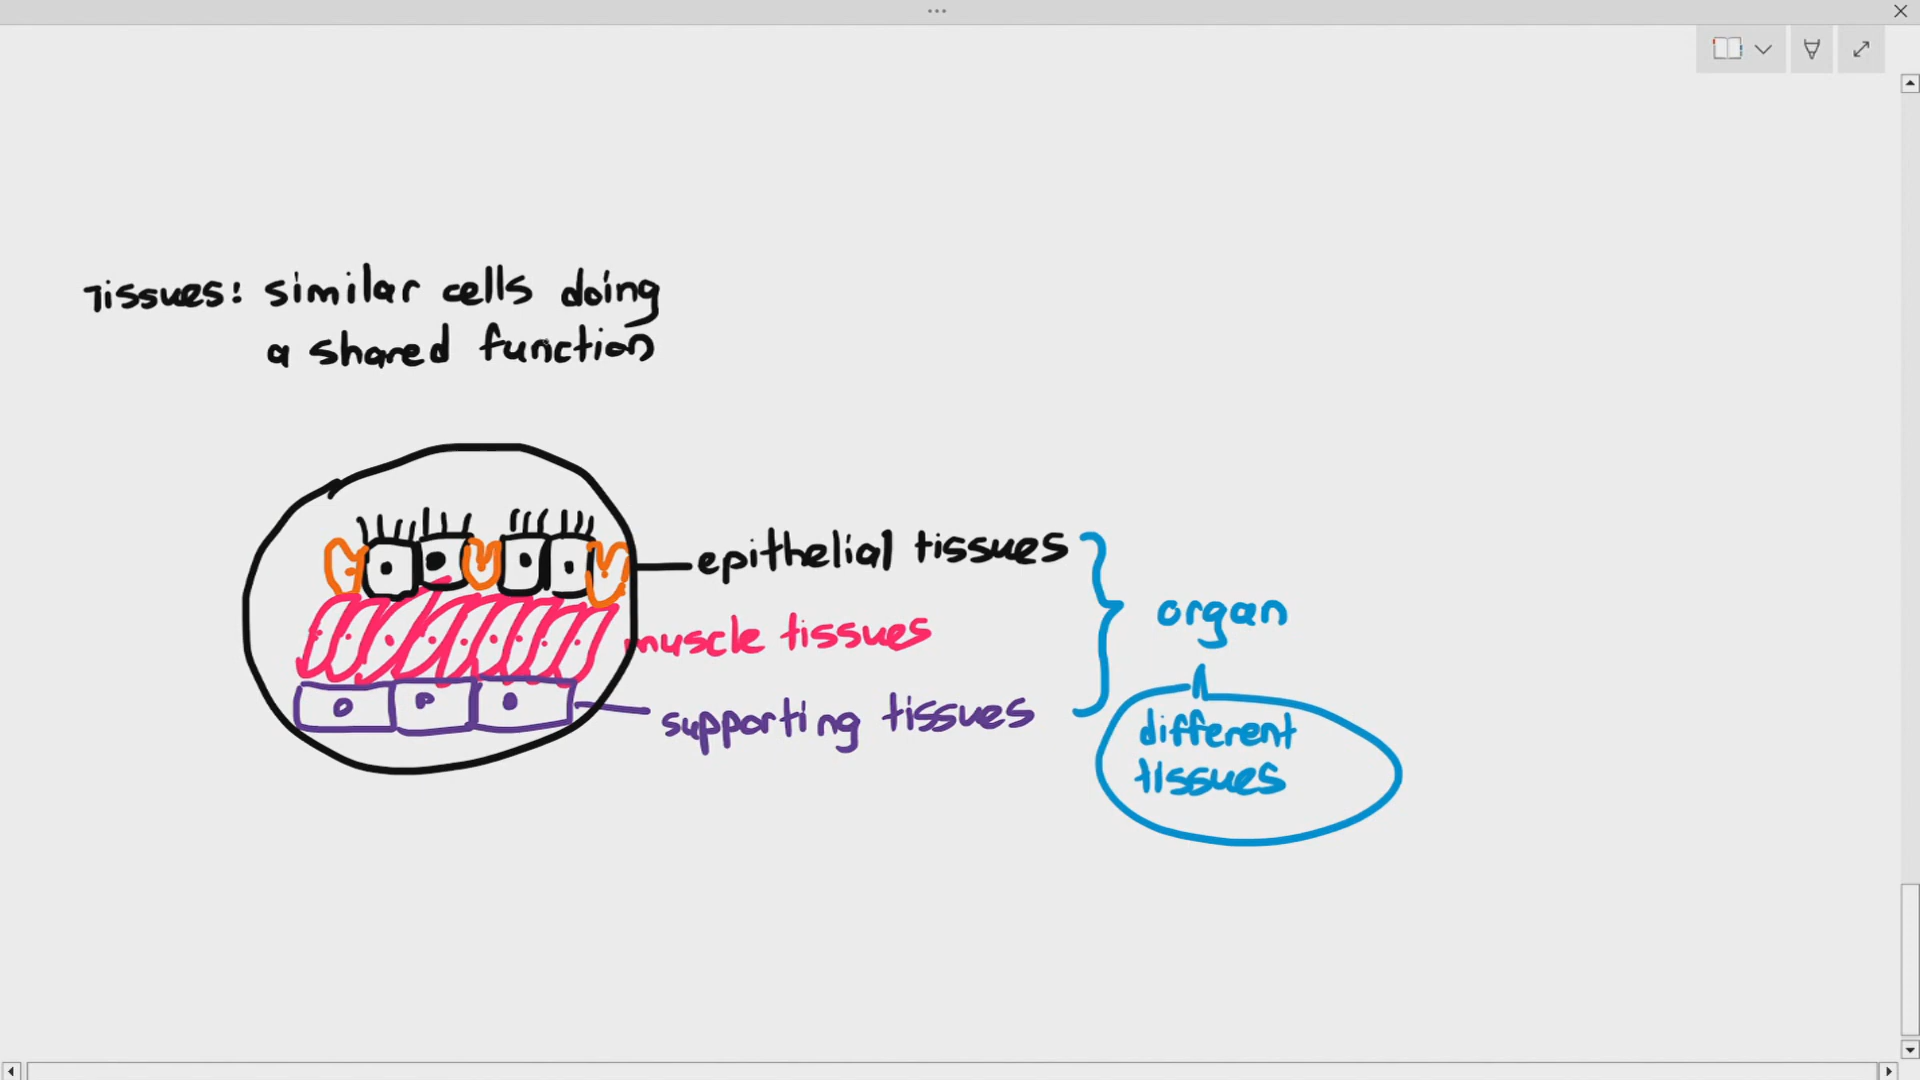 Tissues: similar cells doing
a shared function
epithelial tissues
muscle tissues
supporting tissues
organ
different
tissues